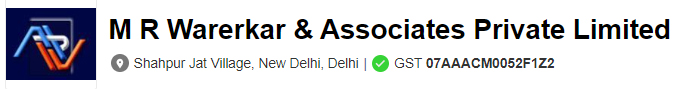 M R Warerkar & Associates Private Limited
Shahpur Jat Village, New Delhi, Delhi | GST 07AAACM0052F1Z2